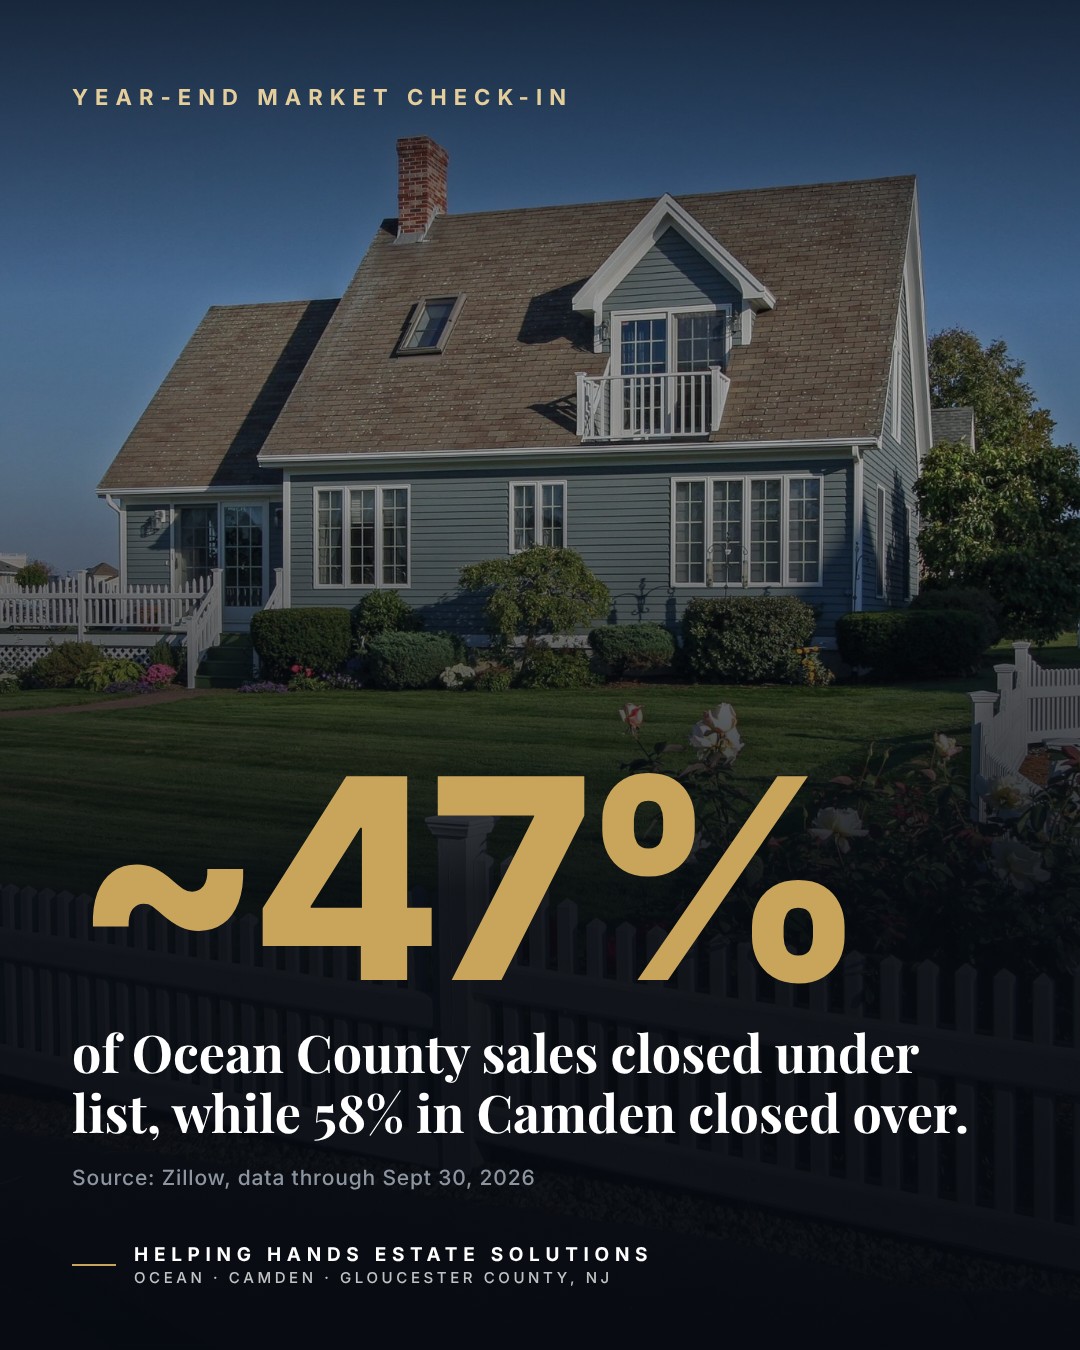 YEAR-END MARKET CHECK-IN
~47%
of Ocean County sales closed under
list, while 58% in Camden closed over.
Source: Zillow, data through Sept 30, 2026
HELPING HANDS ESTATE SOLUTIONS
OCEAN · CAMDEN · GLOUCESTER COUNTY, NJ